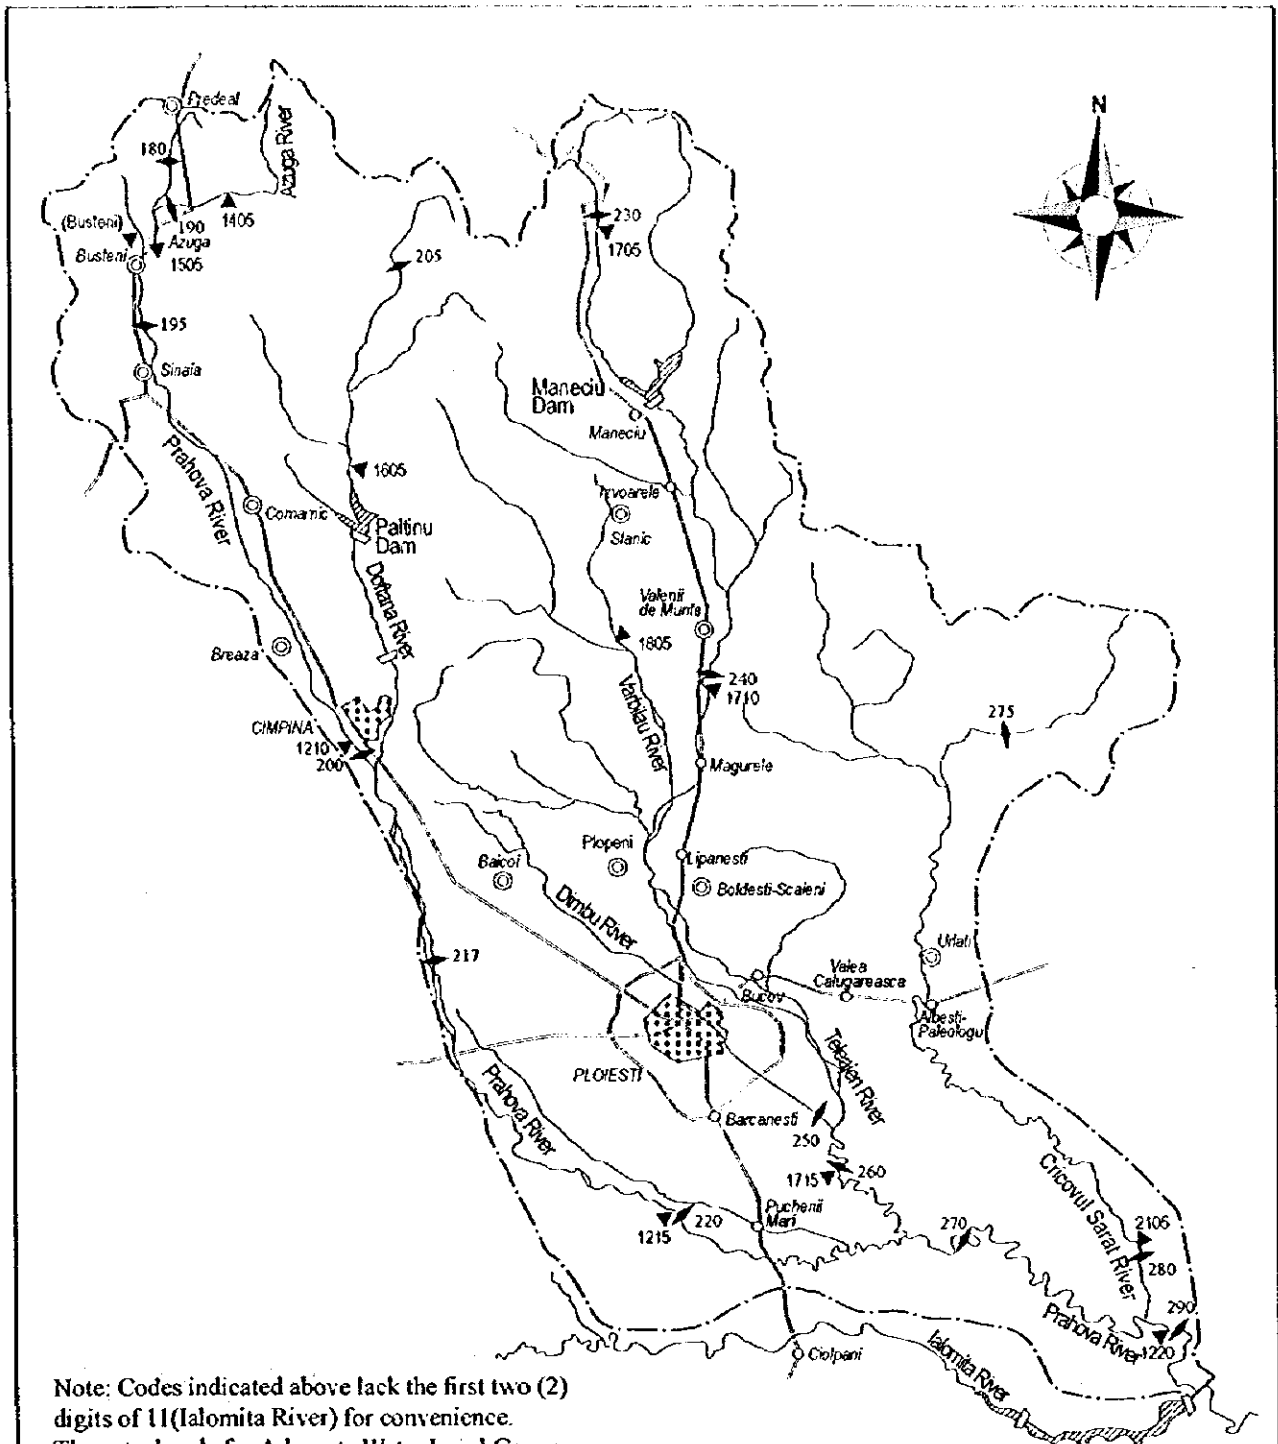 N
Predeal
Azuga River
180
190
1405
(Busteni)
Azuga
Busteni
1505
230
1705
205
195
Sinaia
Maneciu
Dam
Maneciu
Prahova River
1605
Comarnic
Paltinu
Dam
Izvoarele
Slanic
Doftana River
Valenii
de Munte
1805
Breaza
240
1710
Varbilau River
275
CIMPINA
1210
200
Magurele
Plopeni
Lipanesti
Baicoi
Boldesti-Scaieni
Dimbu River
Urlati
217
Valea
Calugareasca
Bucov
Albesti-
Paleologu
Teleajen River
PLOIESTI
Prahova River
Barcanesti
250
1715
260
Cricovul Sarat River
Puchenii
Mari
220
1215
270
2105
280
290
Prahova River
1220
Ialomita River
Ciolpani
Note: Codes indicated above lack the first two (2)
digits of 11(Ialomita River) for convenience.